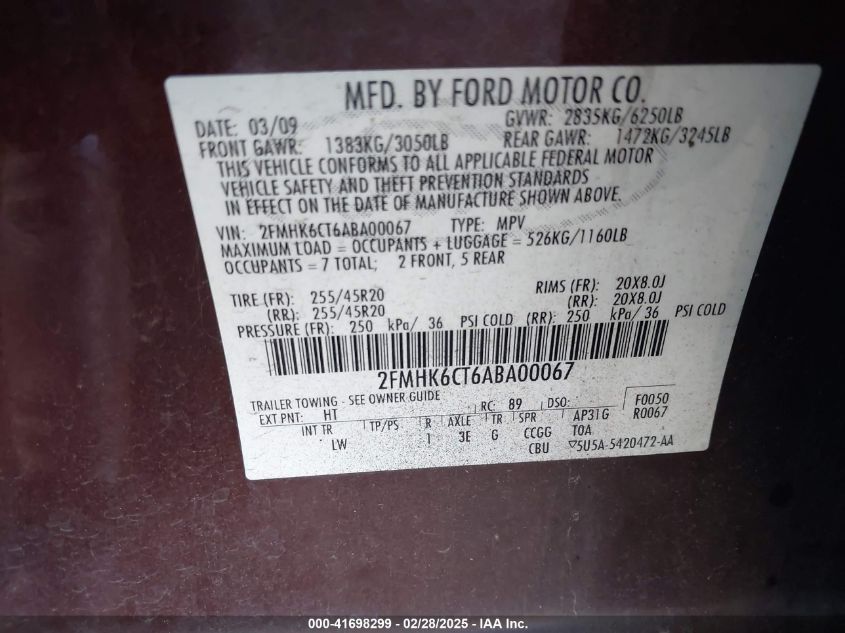 MFD. BY FORD MOTOR CO.
DATE: 03/09 GVWR: 2835KG/6250LB
FRONT GAWR: 1383KG/3050LB REAR GAWR: 1472KG/3245LB
THIS VEHICLE CONFORMS TO ALL APPLICABLE FEDERAL MOTOR
VEHICLE SAFETY AND THEFT PREVENTION STANDARDS
IN EFFECT ON THE DATE OF MANUFACTURE SHOWN ABOVE.
VIN: 2FMHK6CT6ABA00067 TYPE: MPV
MAXIMUM LOAD = OCCUPANTS + LUGGAGE = 526KG/1160LB
OCCUPANTS = 7 TOTAL; 2 FRONT, 5 REAR
TIRE (FR): 255/45R20 RIMS (FR): 20X8.0J
(RR): 255/45R20 (RR): 20X8.0J
PRESSURE (FR): 250 kPa/ 36 PSI COLD (RR): 250 kPa/ 36 PSI COLD
2FMHK6CT6ABA00067
TRAILER TOWING - SEE OWNER GUIDE F0050
EXT PNT: HT RC: 89 DSO: R0067
INT TR TP/PS R AXLE TR SPR AP31G
LW I 3E G CCGG TOA
CBU ▽5U5A-5420472-AA
000-41698299 - 02/28/2025 - IAA Inc.